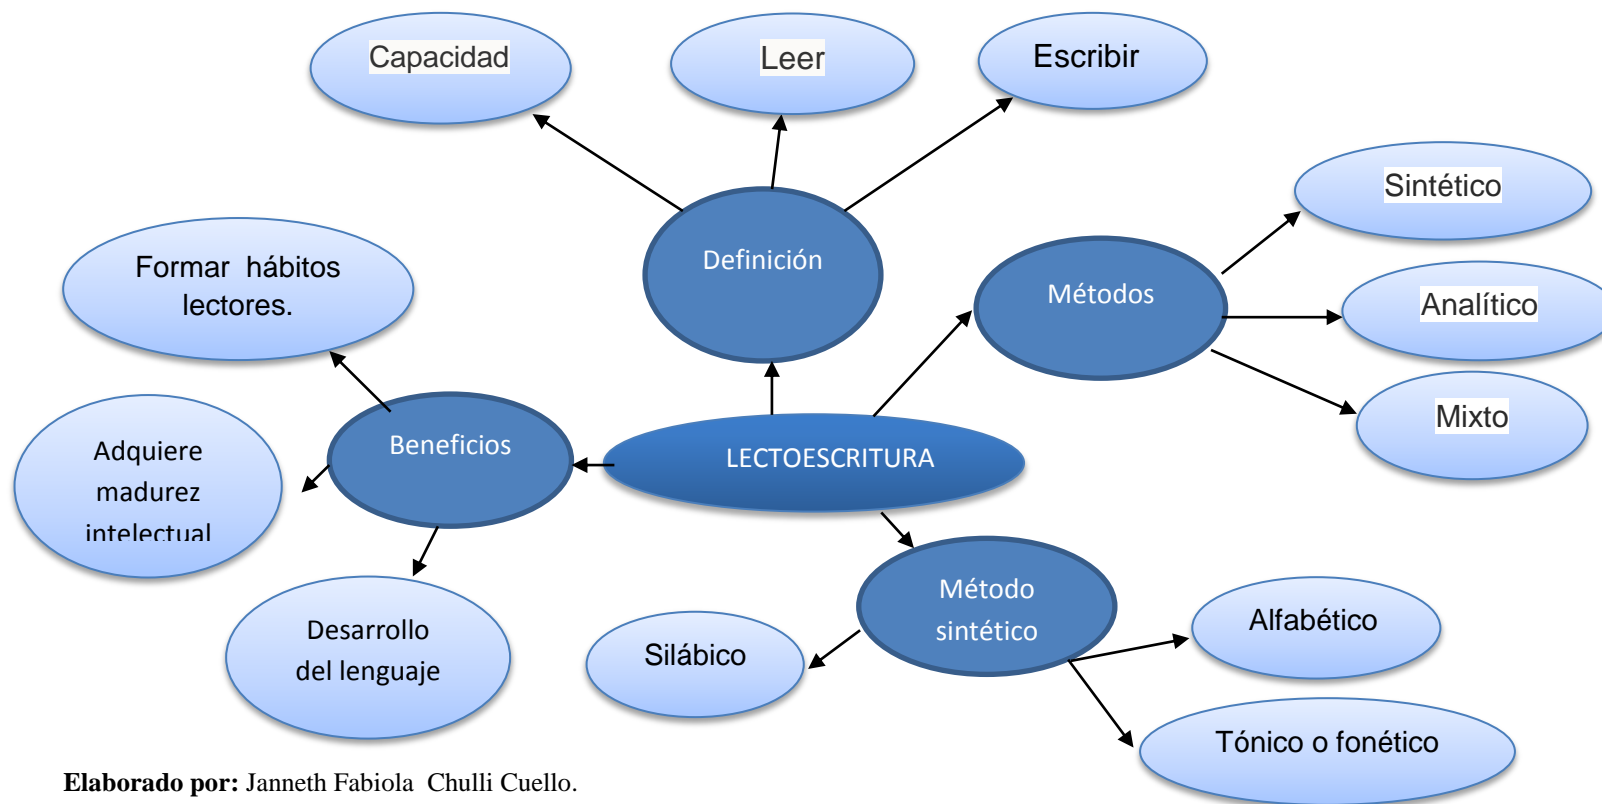 Capacidad
Leer
Escribir
Sintético
Definición
Métodos
Formar hábitos
lectores.
Analítico
Mixto
Beneficios
LECTOESCRITURA
Adquiere
madurez
intelectual
Método
sintético
Alfabético
Desarrollo
del lenguaje
Silábico
Tónico o fonético
Elaborado por: Janneth Fabiola Chulli Cuello.